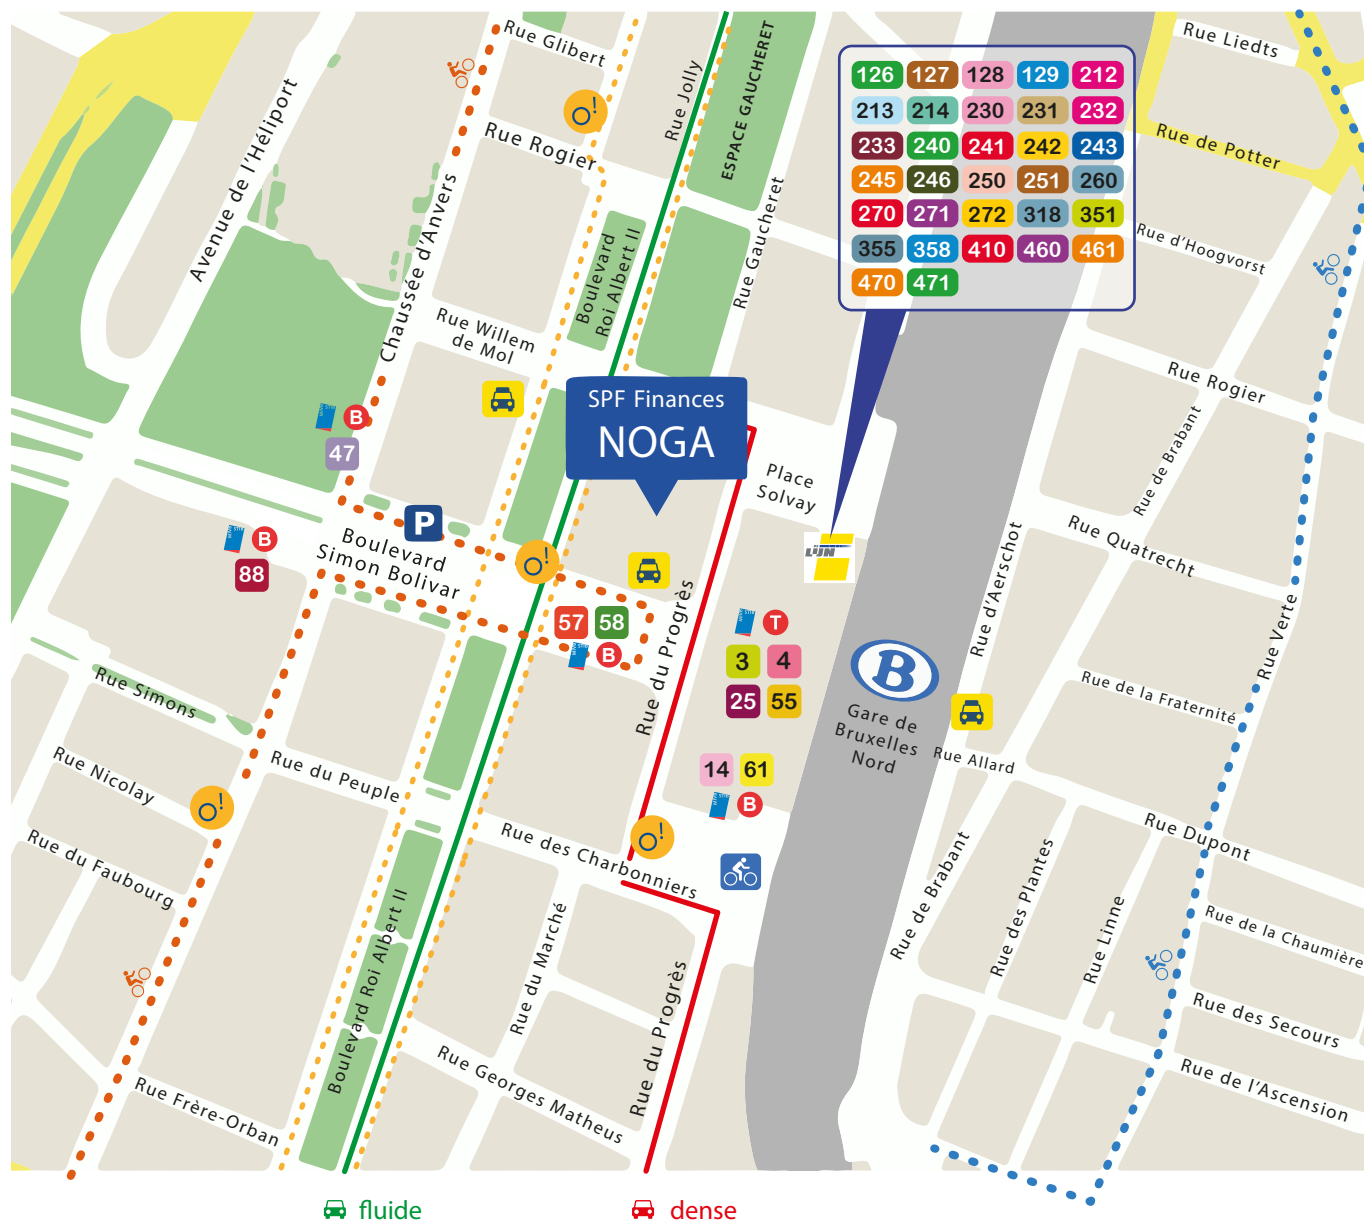 Rue Glibert
Rue Liedts
Rue Jolly
ESPACE GAUCHERET
126 127 128 129 212
213 214 230 231 232
233 240 241 242 243
245 246 250 251 260
270 271 272 318 351
355 358 410 460 461
470 471
Avenue de l'Héliport
Rue Rogier
Rue de Potter
Chaussée d'Anvers
Rue Gaucheret
Boulevard
Roi Albert II
Rue d'Hoogvorst
Rue Willem
de Mol
Rue Rogier
SPF Finances
NOGA
B
47
Rue de Brabant
Place
Solvay
P
B
88
Boulevard
Simon Bolivar
LIJN
Rue Quatrecht
Rue d'Aerschot
57 58
B
T
3 4
25 55
Rue du Progrès
B
Gare de
Bruxelles
Nord
Rue Verte
Rue de la Fraternité
Rue Simons
Rue Allard
Rue Nicolay
Rue du Peuple
14 61
B
Rue des Charbonniers
Rue Dupont
Rue du Faubourg
Rue de Brabant
Rue des Plantes
Rue Linne
Rue de la Chaumière
Boulevard Roi Albert II
Rue du Marché
Rue du Progrès
Rue des Secours
Rue Georges Matheus
Rue de l'Ascension
Rue Frère-Orban
fluide
dense